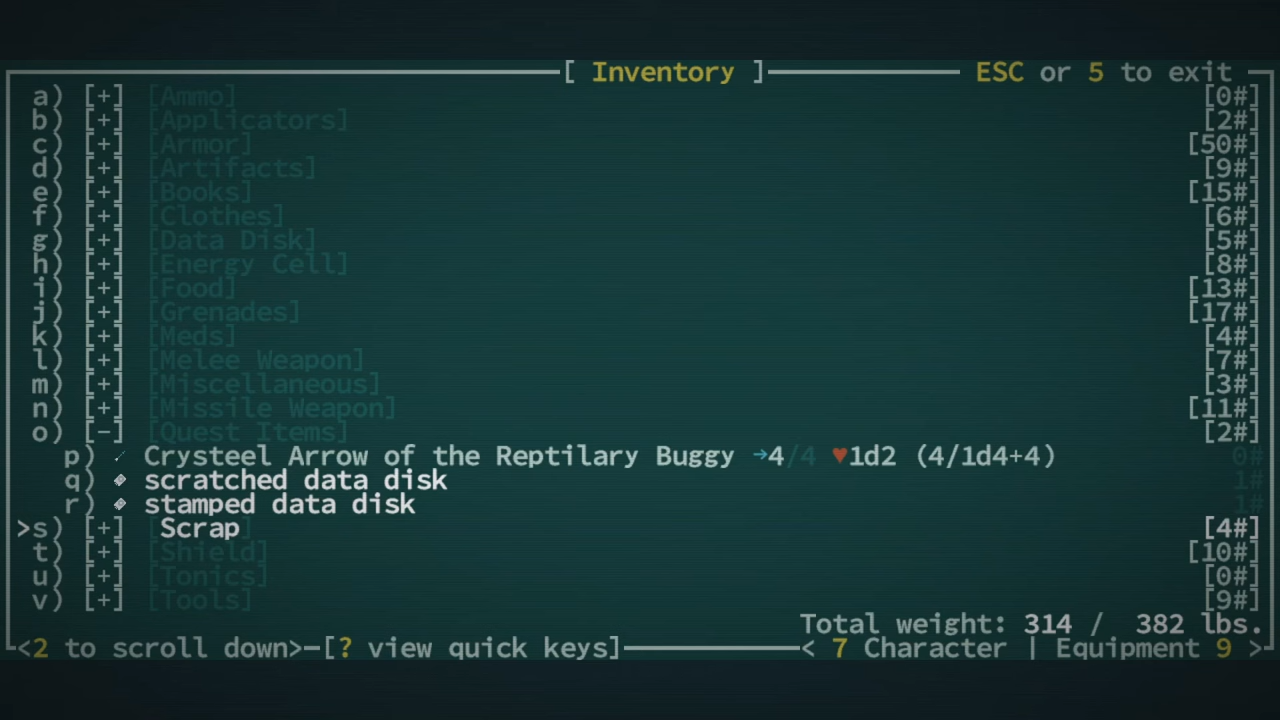 [ Inventory ] ESC or 5 to exit
a) [+] [Ammo] [0#]
b) [+] [Applicators] [2#]
c) [+] [Armor] [50#]
d) [+] [Artifacts] [9#]
e) [+] [Books] [15#]
f) [+] [Clothes] [6#]
g) [+] [Data Disk] [5#]
h) [+] [Energy Cell] [8#]
i) [+] [Food] [13#]
j) [+] [Grenades] [17#]
k) [+] [Meds] [4#]
l) [+] [Melee Weapon] [7#]
m) [+] [Miscellaneous] [3#]
n) [+] [Missile Weapon] [11#]
o) [-] [Quest Items] [2#]
p) Crysteel Arrow of the Reptilary Buggy →4/4 ♥1d2 (4/1d4+4) 0#
q) scratched data disk 1#
r) stamped data disk 1#
>s) [+] [Scrap] [4#]
t) [+] [Shield] [10#]
u) [+] [Tonics] [0#]
v) [+] [Tools] [9#]
Total weight: 314 / 382 lbs.
<2 to scroll down> [? view quick keys] < 7 Character | Equipment 9 >